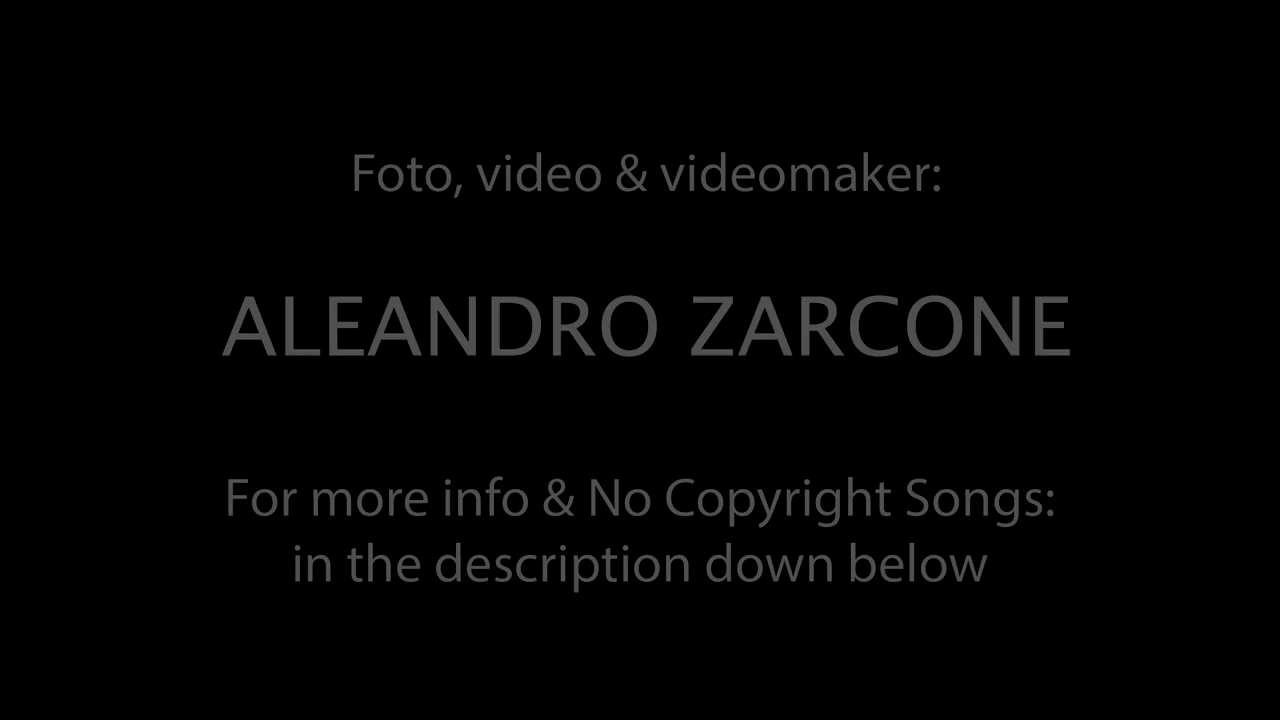 Foto, video & videomaker:
ALEANDRO ZARCONE
For more info & No Copyright Songs:
in the description down below